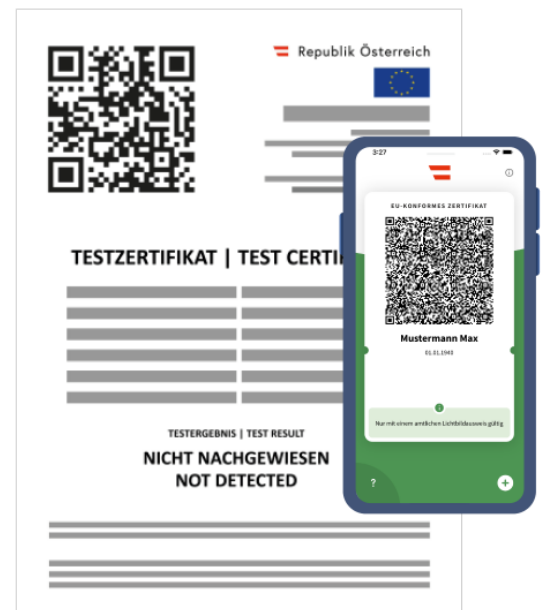 Republik Österreich
TESTZERTIFIKAT | TEST CERTI
TESTERGEBNIS | TEST RESULT
NICHT NACHGEWIESEN
NOT DETECTED
3:27
EU-KONFORMES ZERTIFIKAT
Mustermann Max
01.01.1940
Nur mit einem amtlichen Lichtbildausweis gültig
?